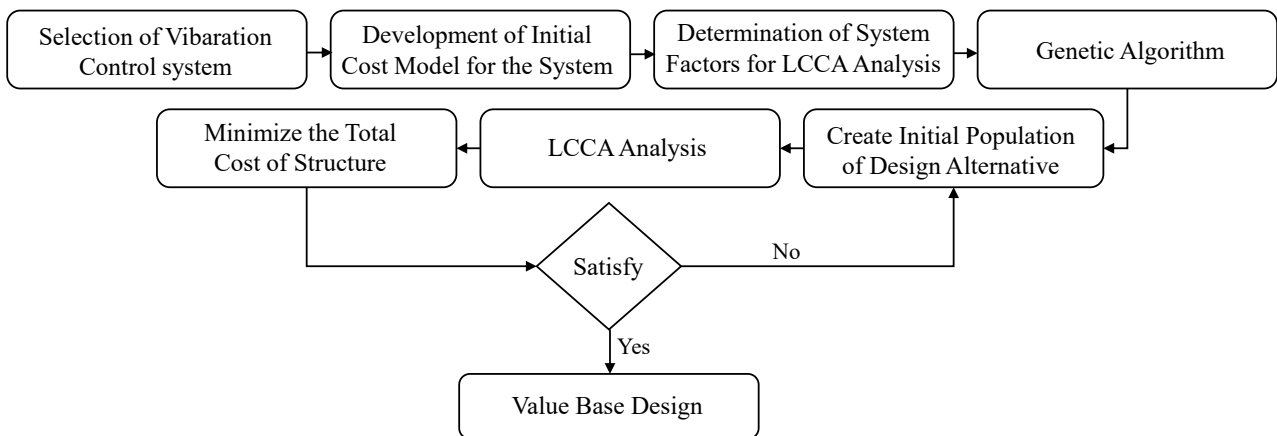 Selection of Vibaration
Control system
Development of Initial
Cost Model for the System
Determination of System
Factors for LCCA Analysis
Genetic Algorithm
Create Initial Population
of Design Alternative
LCCA Analysis
Minimize the Total
Cost of Structure
Satisfy
No
Yes
Value Base Design